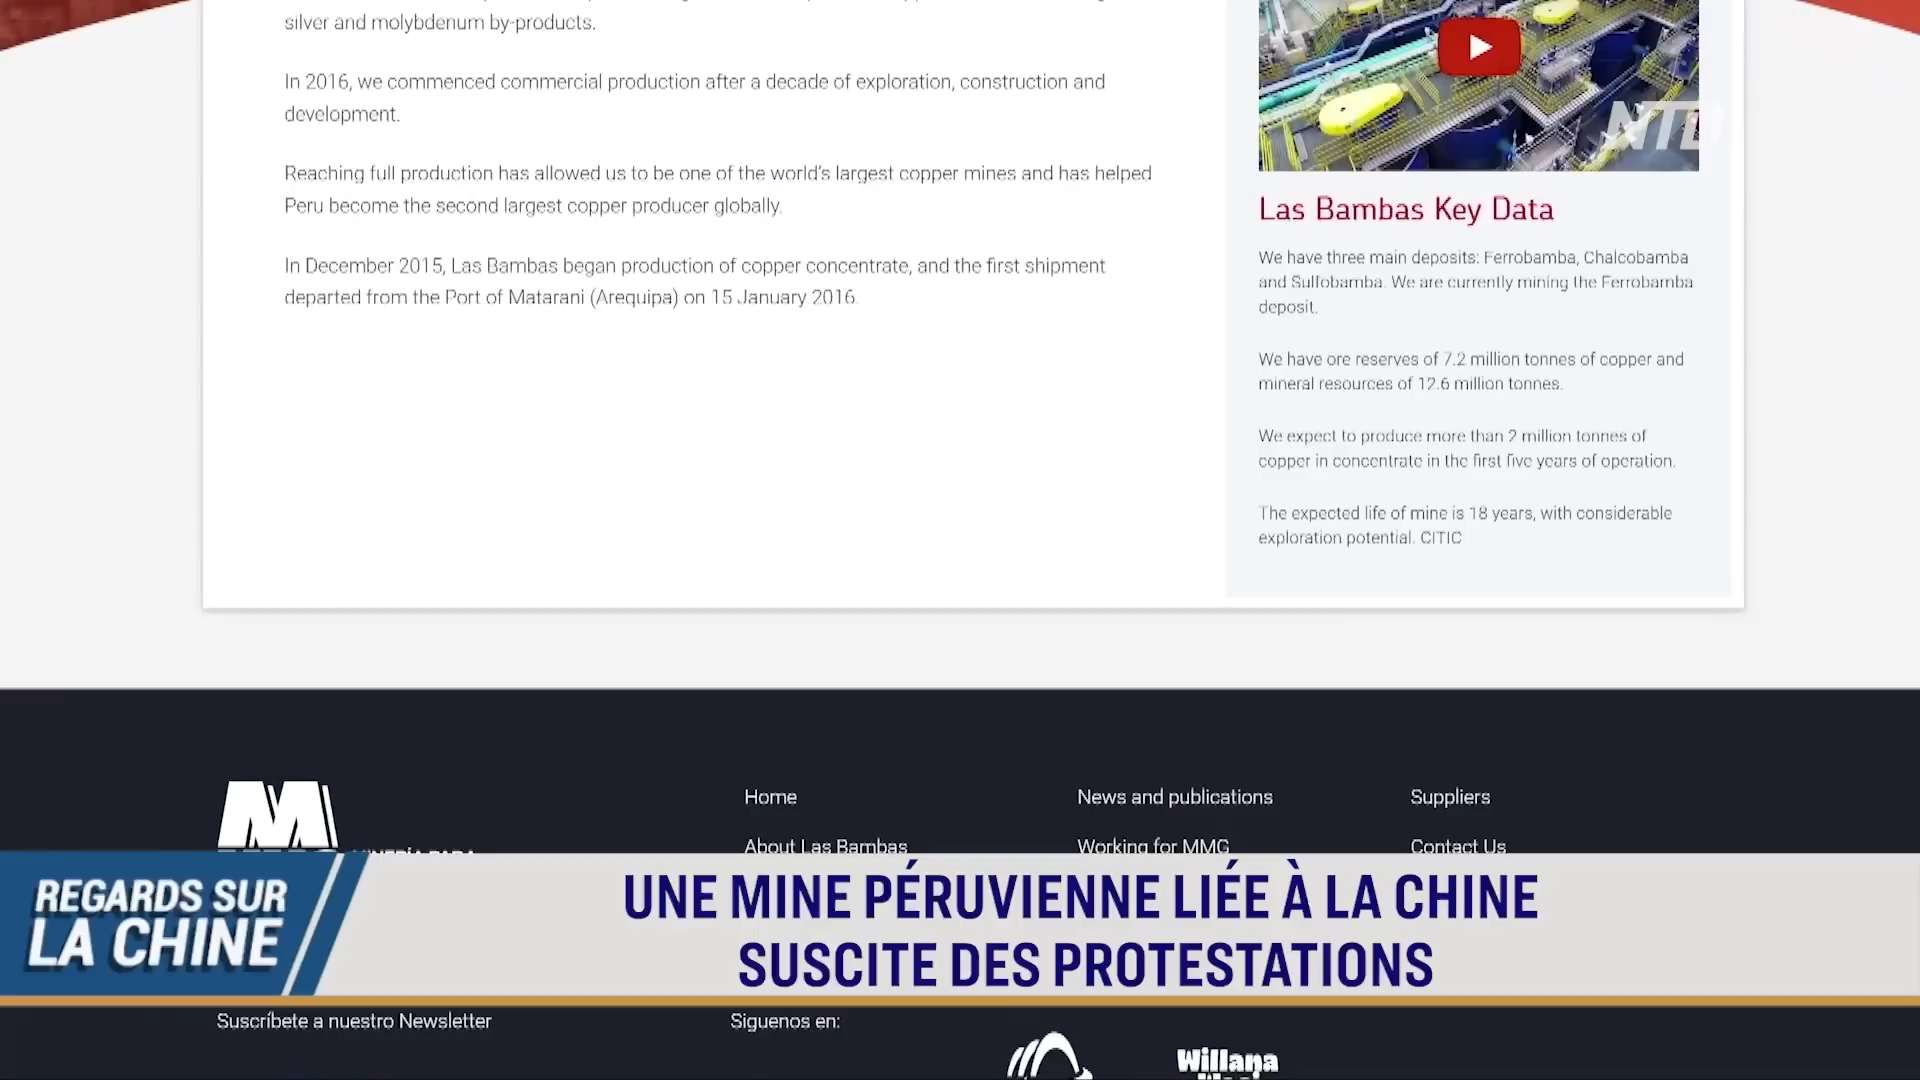 silver and molybdenum by-products.
In 2016, we commenced commercial production after a decade of exploration, construction and
development.
Reaching full production has allowed us to be one of the world's largest copper mines and has helped
Peru become the second largest copper producer globally.
In December 2015, Las Bambas began production of copper concentrate, and the first shipment
departed from the Port of Matarani (Arequipa) on 15 January 2016.
NTD
Las Bambas Key Data
We have three main deposits: Ferrobamba, Chalcobamba
and Sulfobamba. We are currently mining the Ferrobamba
deposit.
We have ore reserves of 7.2 million tonnes of copper and
mineral resources of 12.6 million tonnes.
We expect to produce more than 2 million tonnes of
copper in concentrate in the first five years of operation.
The expected life of mine is 18 years, with considerable
exploration potential. CITIC
Home
News and publications
Suppliers
About Las Bambas
Working for MMG
Contact Us
REGARDS SUR
LA CHINE
UNE MINE PÉRUVIENNE LIÉE À LA CHINE
SUSCITE DES PROTESTATIONS
Suscríbete a nuestro Newsletter
Siguenos en:
Willana